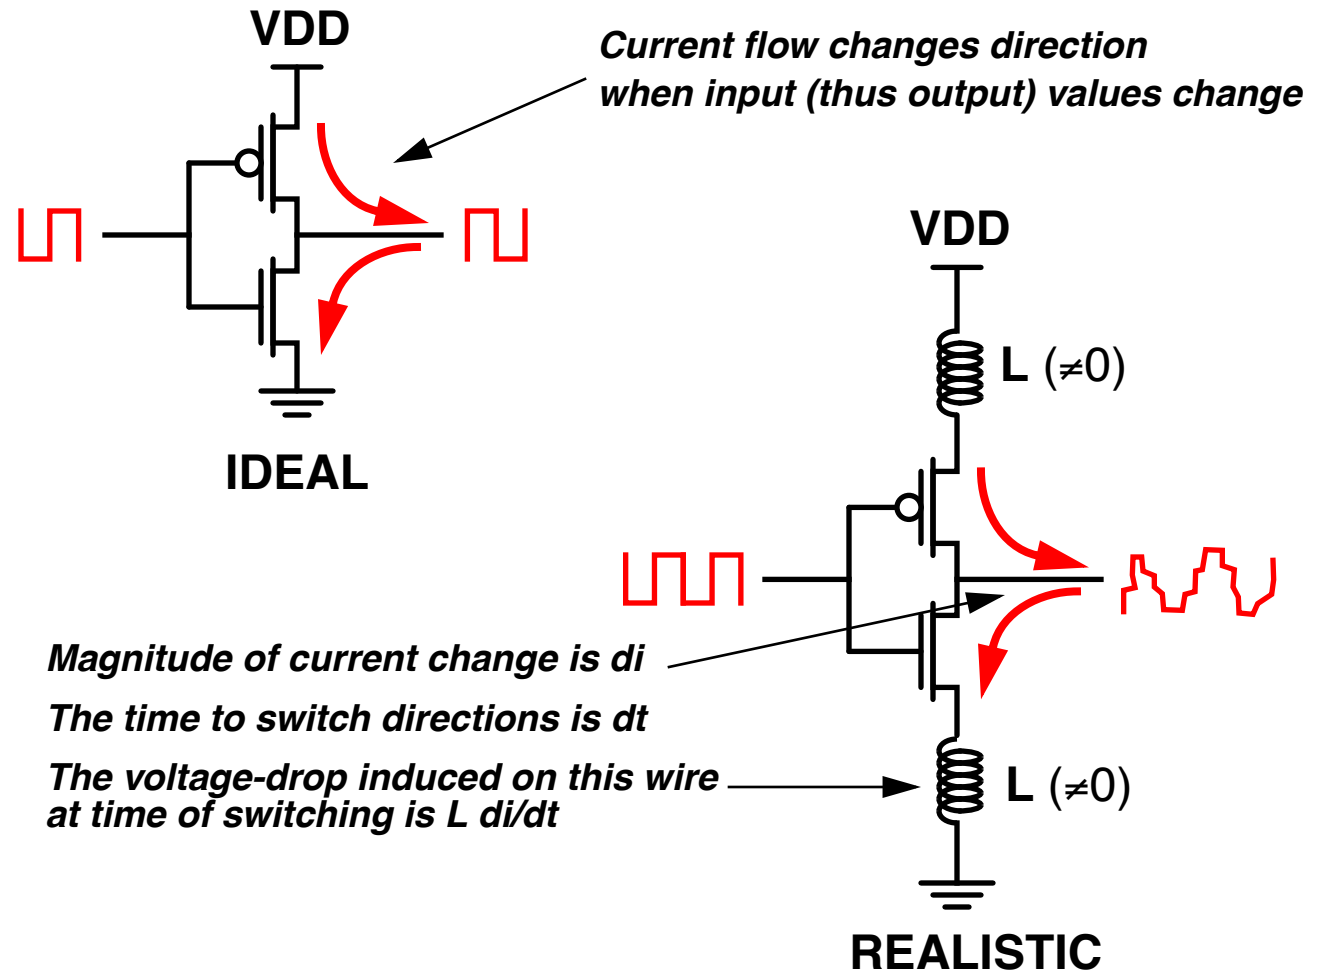 VDD
Current flow changes direction
when input (thus output) values change
IDEAL
VDD
L (≠0)
Magnitude of current change is di
The time to switch directions is dt
The voltage-drop induced on this wire
at time of switching is L di/dt
L (≠0)
REALISTIC